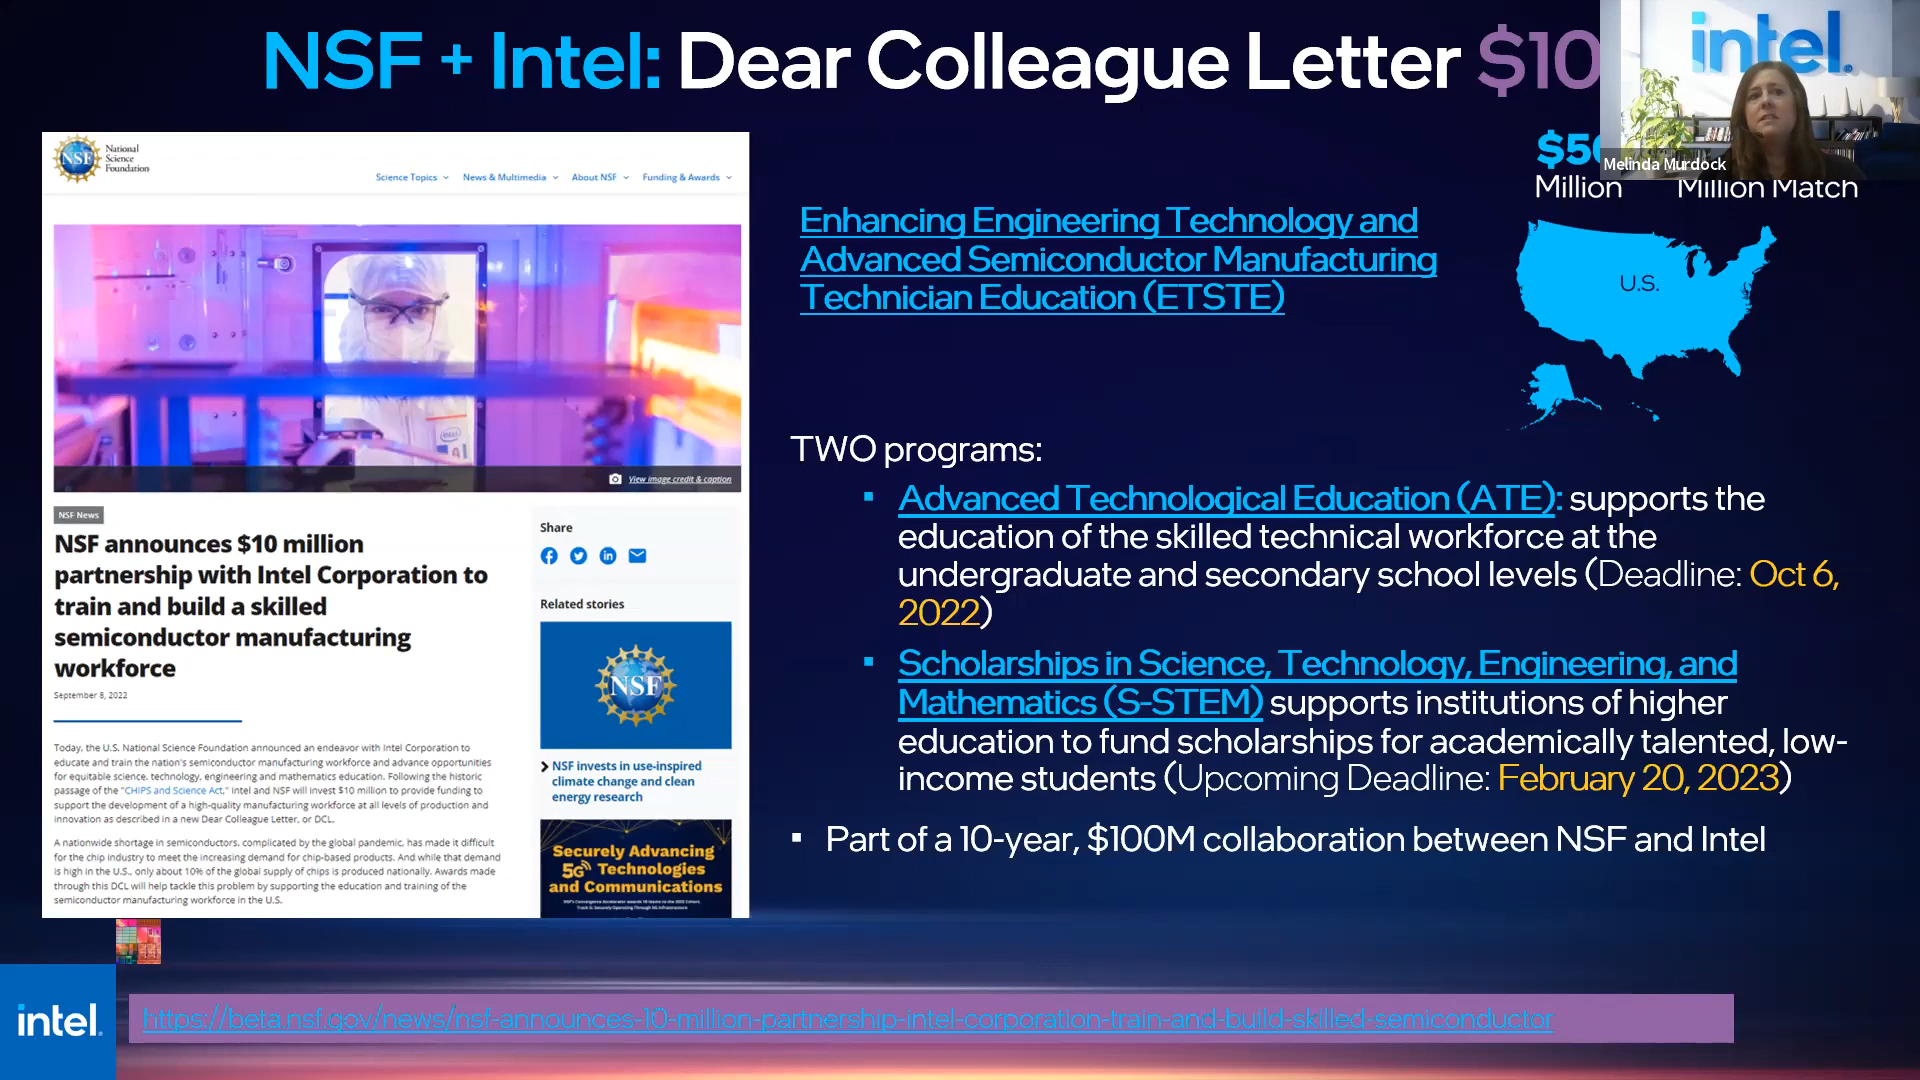 NSF + Intel: Dear Colleague Letter $10
intel.
Melinda Murdock
$50
Million
Million Match
U.S.
NSF
National
Science
Foundation
Science Topics
News & Multimedia
About NSF
Funding & Awards
View image credit & caption
NSF News
NSF announces $10 million
partnership with Intel Corporation to
train and build a skilled
semiconductor manufacturing
workforce
September 8, 2022
Today, the U.S. National Science Foundation announced an endeavor with Intel Corporation to
educate and train the nation's semiconductor manufacturing workforce and advance opportunities
for equitable science, technology, engineering and mathematics education. Following the historic
passage of the "CHIPS and Science Act," Intel and NSF will invest $10 million to provide funding to
support the development of a high-quality manufacturing workforce at all levels of production and
innovation as described in a new Dear Colleague Letter, or DCL.
A nationwide shortage in semiconductors, complicated by the global pandemic, has made it difficult
for the chip industry to meet the increasing demand for chip-based products. And while that demand
is high in the U.S., only about 10% of the global supply of chips is produced nationally. Awards made
through this DCL will help tackle this problem by supporting the education and training of the
semiconductor manufacturing workforce in the U.S.
Share
Related stories
NSF
NSF invests in use-inspired
climate change and clean
energy research
Securely Advancing
5G Technologies
and Communications
Enhancing Engineering Technology and
Advanced Semiconductor Manufacturing
Technician Education (ETSTE)
TWO programs:
▪ Advanced Technological Education (ATE): supports the
education of the skilled technical workforce at the
undergraduate and secondary school levels (Deadline: Oct 6,
2022)
▪ Scholarships in Science, Technology, Engineering, and
Mathematics (S-STEM) supports institutions of higher
education to fund scholarships for academically talented, low-
income students (Upcoming Deadline: February 20, 2023)
▪ Part of a 10-year, $100M collaboration between NSF and Intel
intel.
https://beta.nsf.gov/news/nsf-announces-10-million-partnership-intel-corporation-train-and-build-skilled-semiconductor